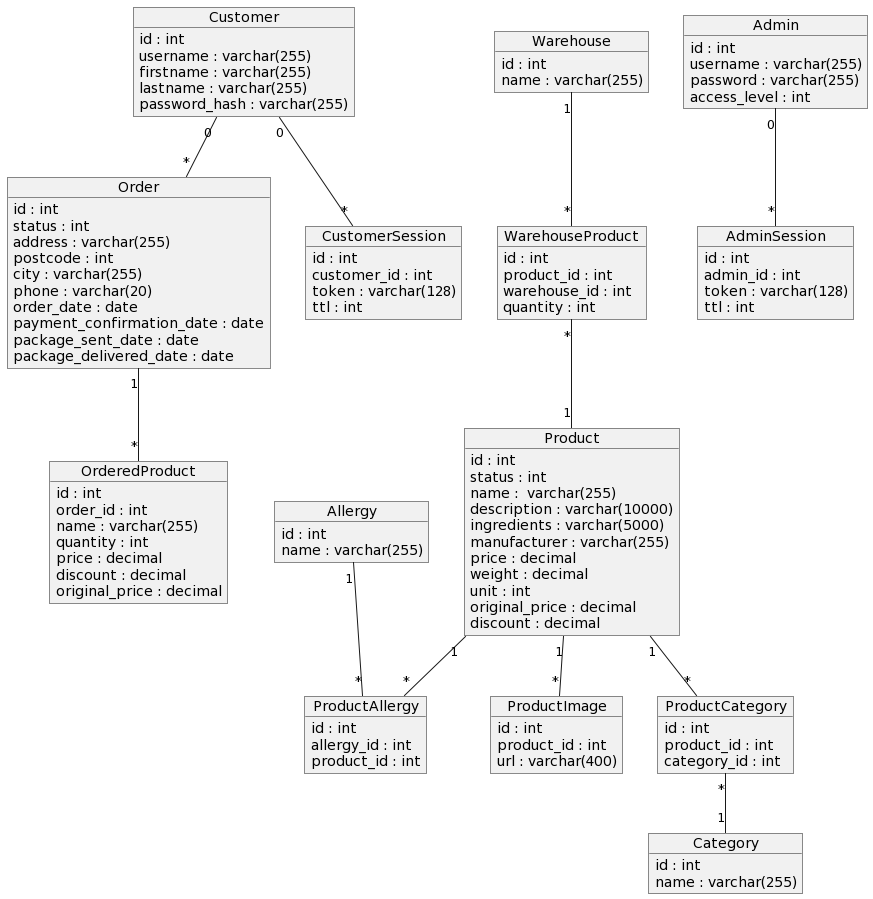 Customer
id : int
username : varchar(255)
firstname : varchar(255)
lastname : varchar(255)
password_hash : varchar(255)
Warehouse
id : int
name : varchar(255)
Admin
id : int
username : varchar(255)
password : varchar(255)
access_level : int
0
*
0
*
1
*
0
*
Order
id : int
status : int
address : varchar(255)
postcode : int
city : varchar(255)
phone : varchar(20)
order_date : date
payment_confirmation_date : date
package_sent_date : date
package_delivered_date : date
CustomerSession
id : int
customer_id : int
token : varchar(128)
ttl : int
WarehouseProduct
id : int
product_id : int
warehouse_id : int
quantity : int
AdminSession
id : int
admin_id : int
token : varchar(128)
ttl : int
1
*
*
1
OrderedProduct
id : int
order_id : int
name : varchar(255)
quantity : int
price : decimal
discount : decimal
original_price : decimal
Allergy
id : int
name : varchar(255)
Product
id : int
status : int
name :  varchar(255)
description : varchar(10000)
ingredients : varchar(5000)
manufacturer : varchar(255)
price : decimal
weight : decimal
unit : int
original_price : decimal
discount : decimal
1
*
1
*
1
*
1
*
ProductAllergy
id : int
allergy_id : int
product_id : int
ProductImage
id : int
product_id : int
url : varchar(400)
ProductCategory
id : int
product_id : int
category_id : int
*
1
Category
id : int
name : varchar(255)